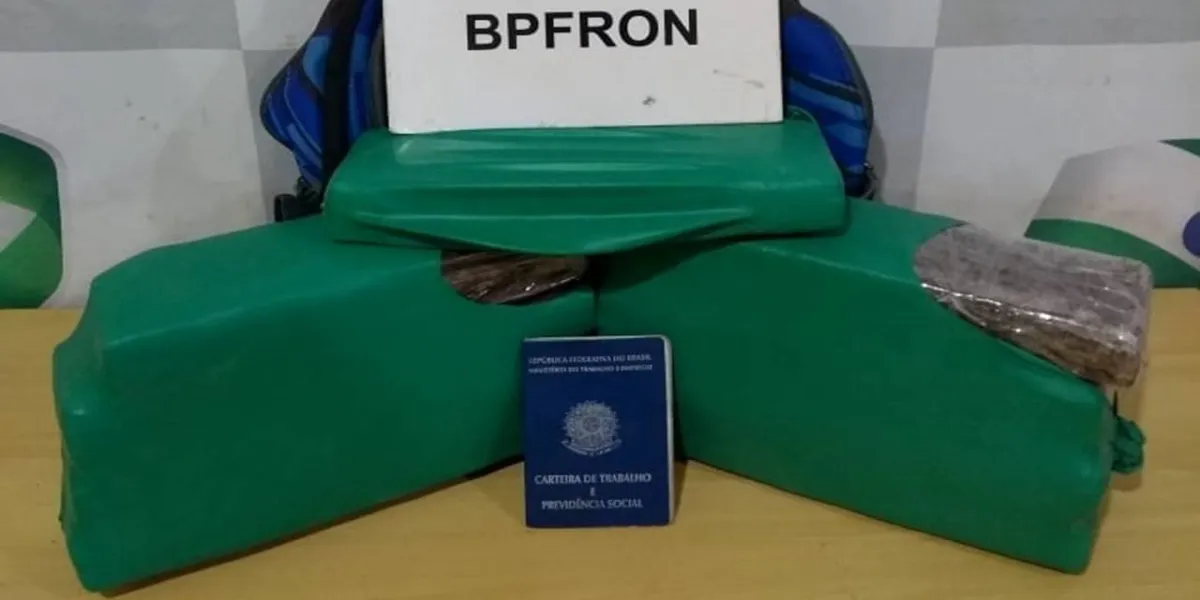 BPFRON
REPÚBLICA FEDERATIVA DO BRASIL
MINISTÉRIO DO TRABALHO E EMPREGO
CARTEIRA DE TRABALHO
E
PREVIDÊNCIA SOCIAL